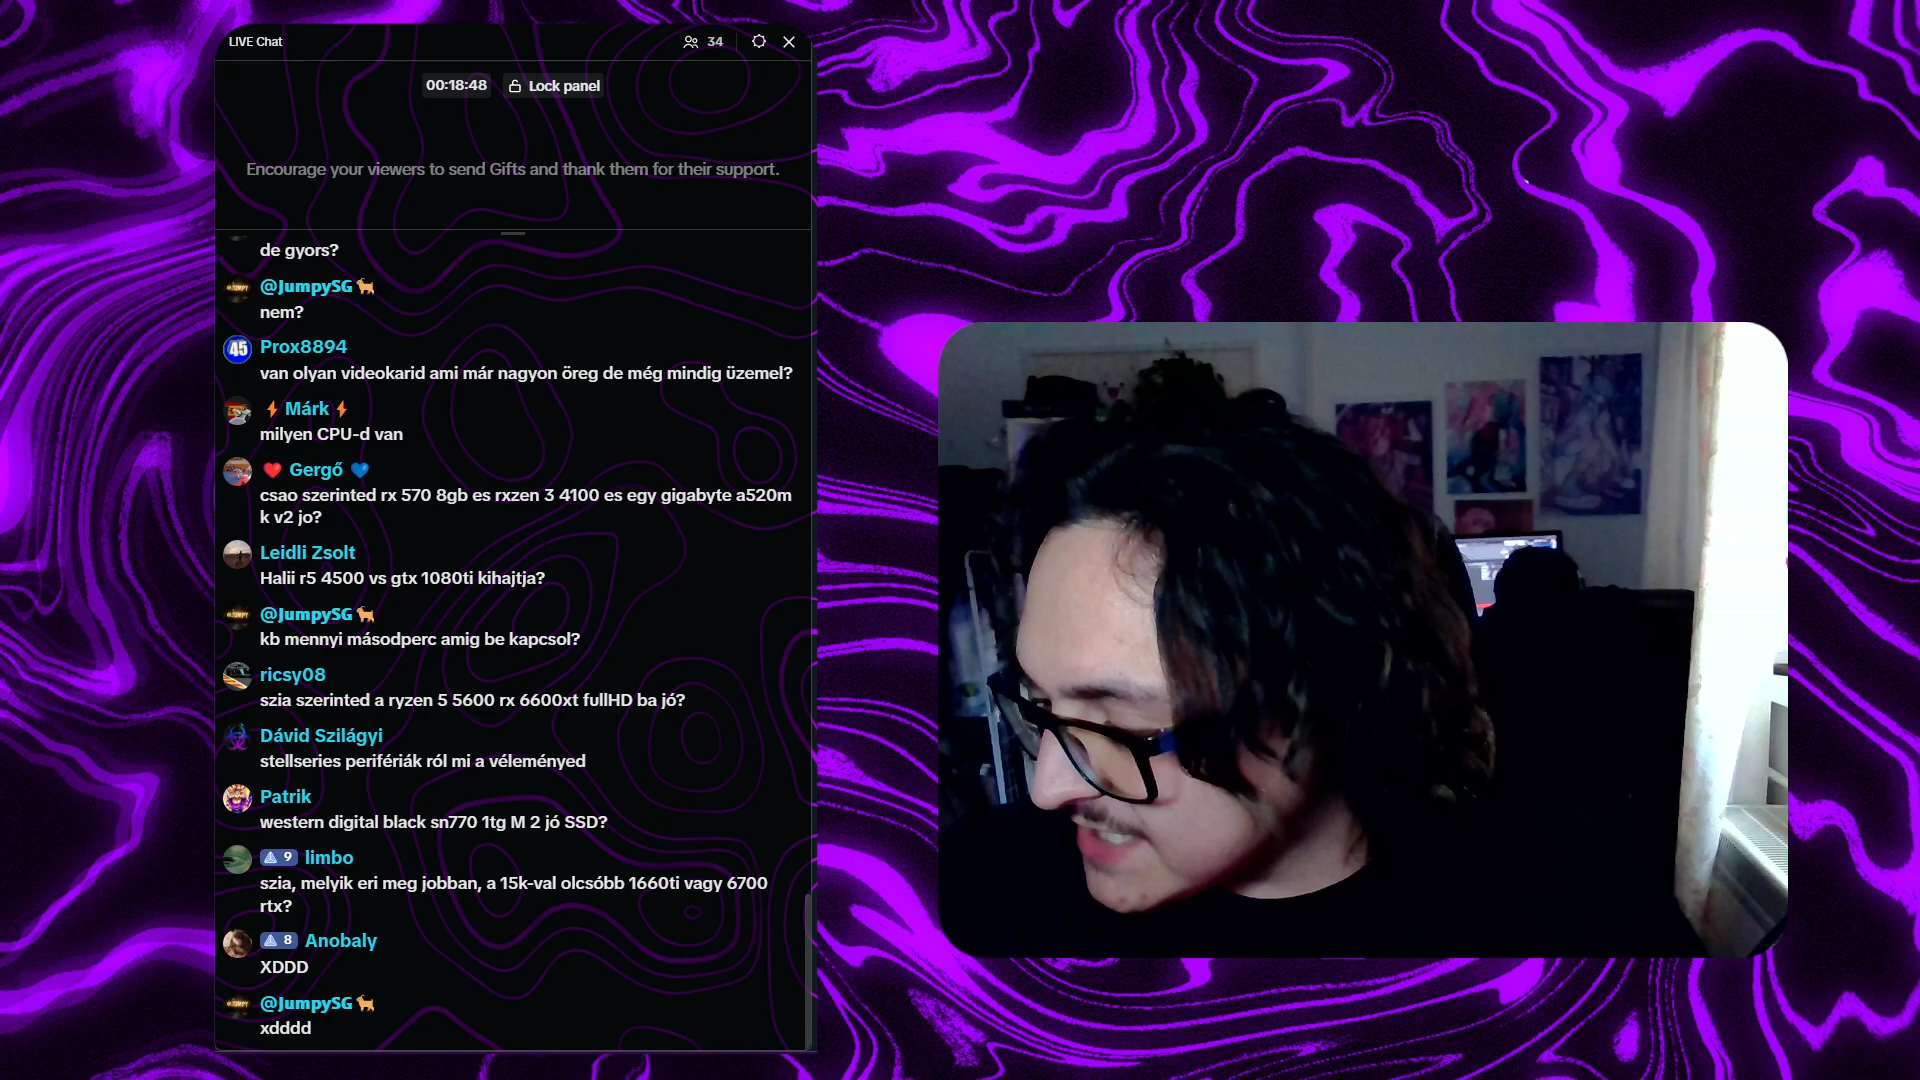 LIVE Chat
34
00:18:48
Lock panel
Encourage your viewers to send Gifts and thank them for their support.
de gyors?
@JumpySG🐕
nem?
45
Prox8894
van olyan videokarid ami már nagyon öreg de még mindig üzemel?
⚡Márk⚡
milyen CPU-d van
❤️ Gergő 💙
csao szerinted rx 570 8gb es rxzen 3 4100 es egy gigabyte a520m
k v2 jo?
Leidli Zsolt
Halii r5 4500 vs gtx 1080ti kihajtja?
@JumpySG🐕
kb mennyi másodperc amig be kapcsol?
ricsy08
szia szerinted a ryzen 5 5600 rx 6600xt fullHD ba jó?
Dávid Szilágyi
stellseries perifériák ról mi a véleményed
Patrik
western digital black sn770 1tg M 2 jó SSD?
9 limbo
szia, melyik eri meg jobban, a 15k-val olcsóbb 1660ti vagy 6700
rtx?
8 Anobaly
XDDD
@JumpySG🐕
xdddd